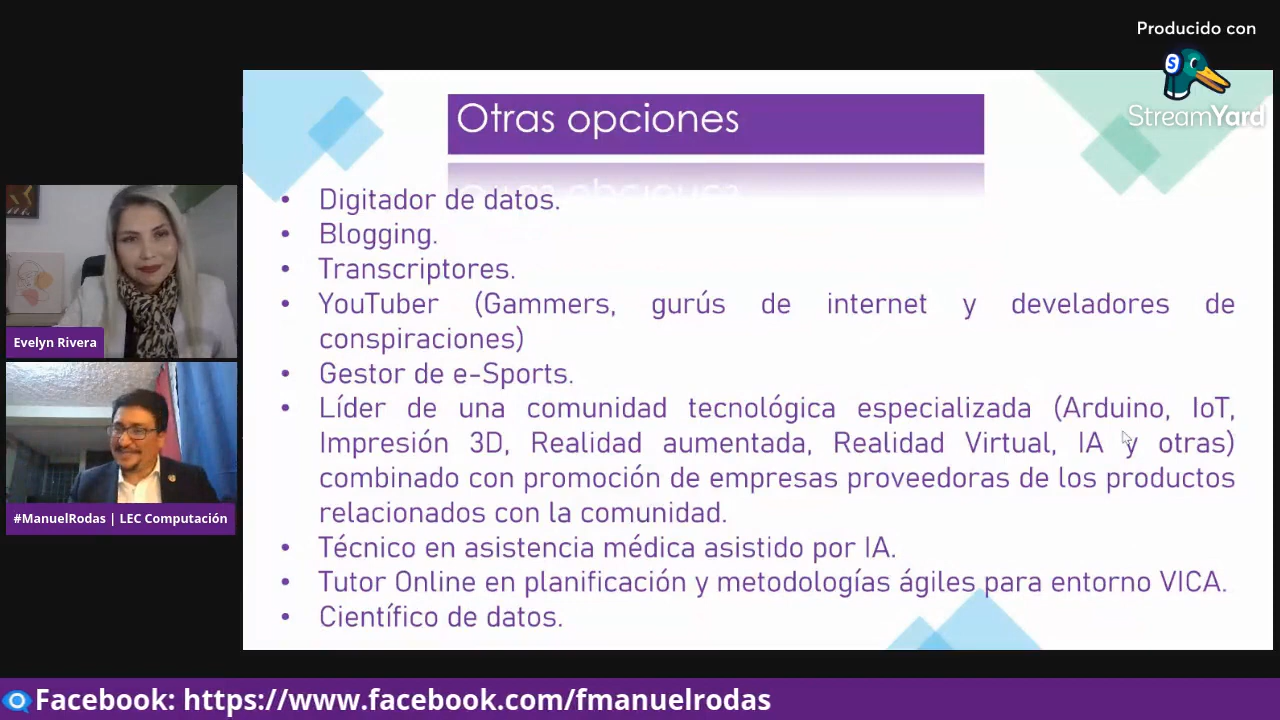 Producido con
StreamYard
Otras opciones
• Digitador de datos.
• Blogging.
• Transcriptores.
• YouTuber (Gammers, gurús de internet y develadores de
conspiraciones)
• Gestor de e-Sports.
• Líder de una comunidad tecnológica especializada (Arduino, IoT,
Impresión 3D, Realidad aumentada, Realidad Virtual, IA y otras)
combinado con promoción de empresas proveedoras de los productos
relacionados con la comunidad.
• Técnico en asistencia médica asistido por IA.
• Tutor Online en planificación y metodologías ágiles para entorno VICA.
• Científico de datos.
Evelyn Rivera
#ManuelRodas | LEC Computación
Facebook: https://www.facebook.com/fmanuelrodas